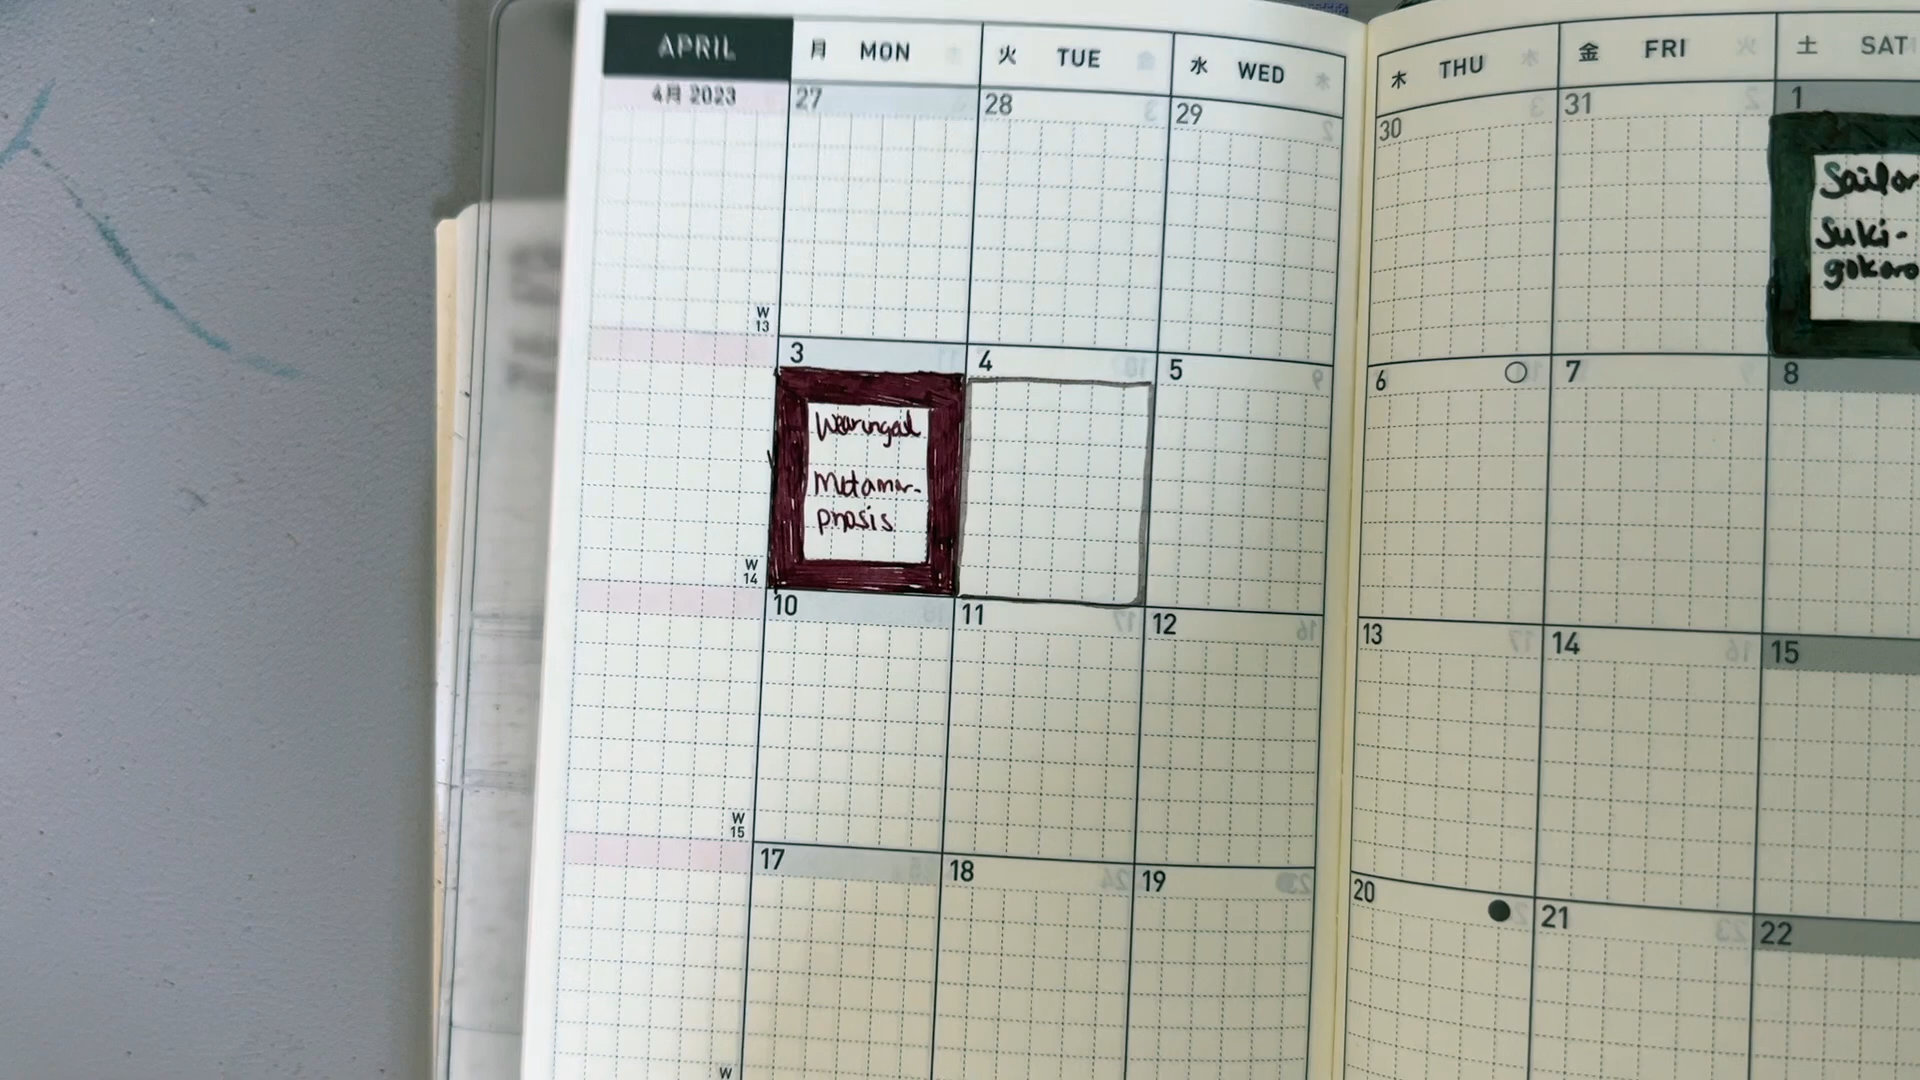 APRIL
月 MON
火 TUE
水 WED
木 THU
金 FRI
土 SAT
4月 2023
27
28
29
30
31
1
Sailor
Suki-
gokoro
W
13
3
4
5
6
7
8
Wearingeul
Metamor-
phosis
W
14
10
11
12
13
14
15
W
15
17
18
19
20
21
22
W